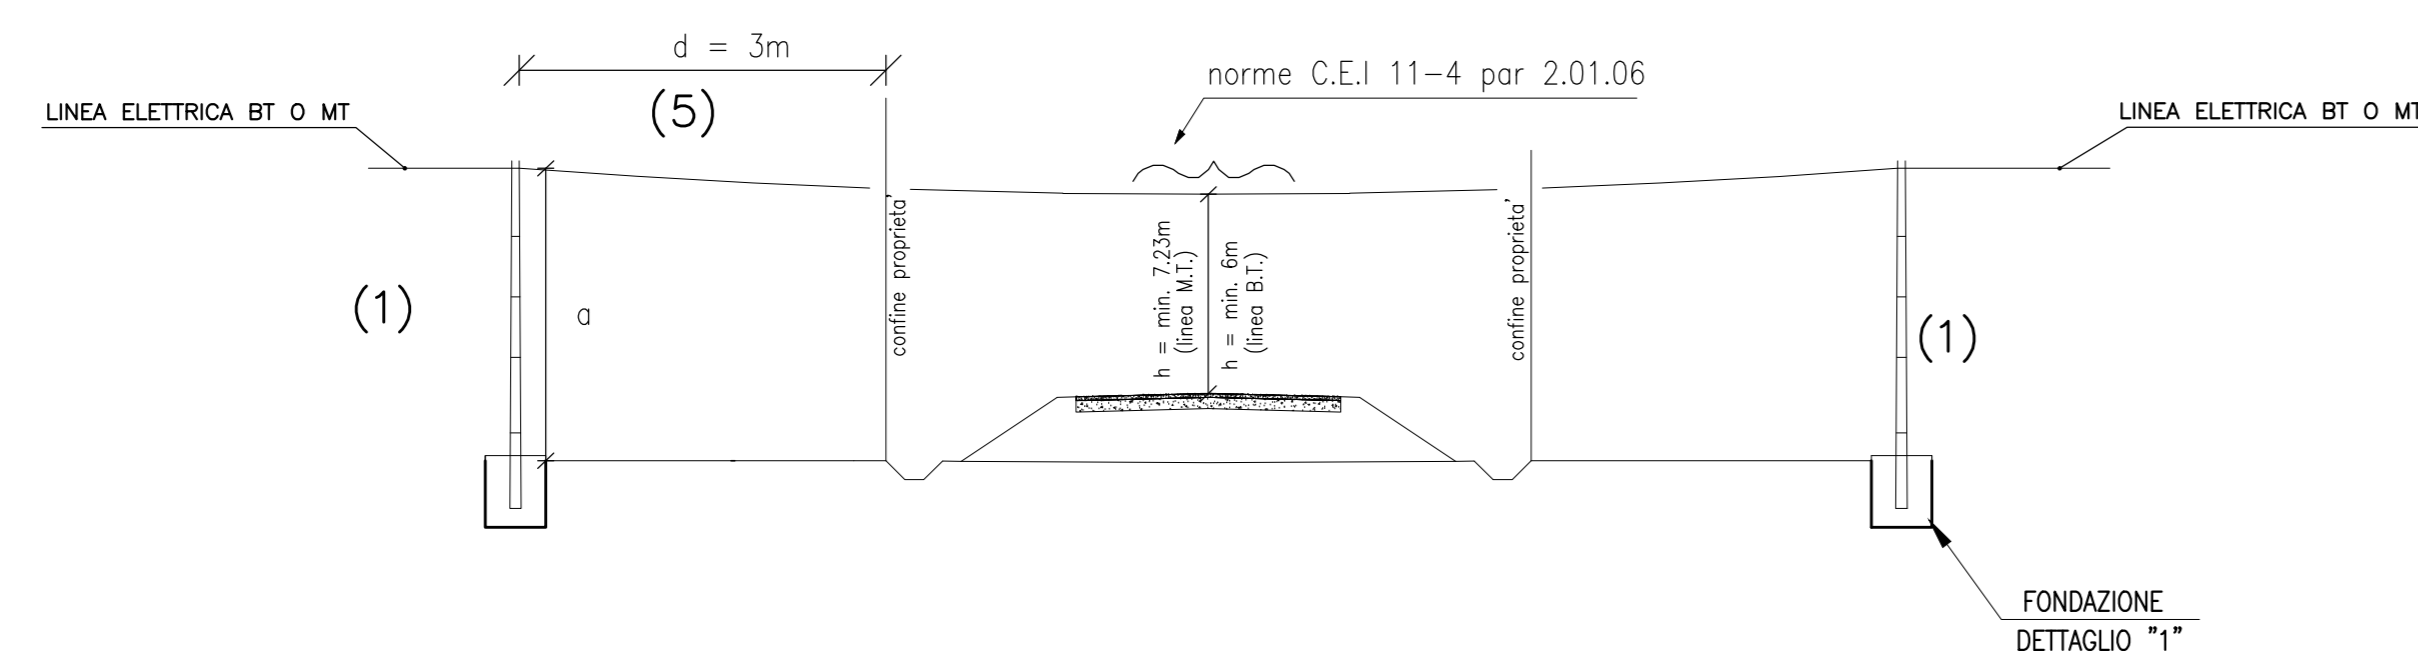 d = 3m
norme C.E.I 11-4 par 2.01.06
LINEA ELETTRICA BT O MT
(5)
LINEA ELETTRICA BT O MT
confine proprieta'
h = min. 7.23m
(linea M.T.)
h = min. 6m
(linea B.T.)
confine proprieta'
(1)
a
(1)
FONDAZIONE
DETTAGLIO "1"